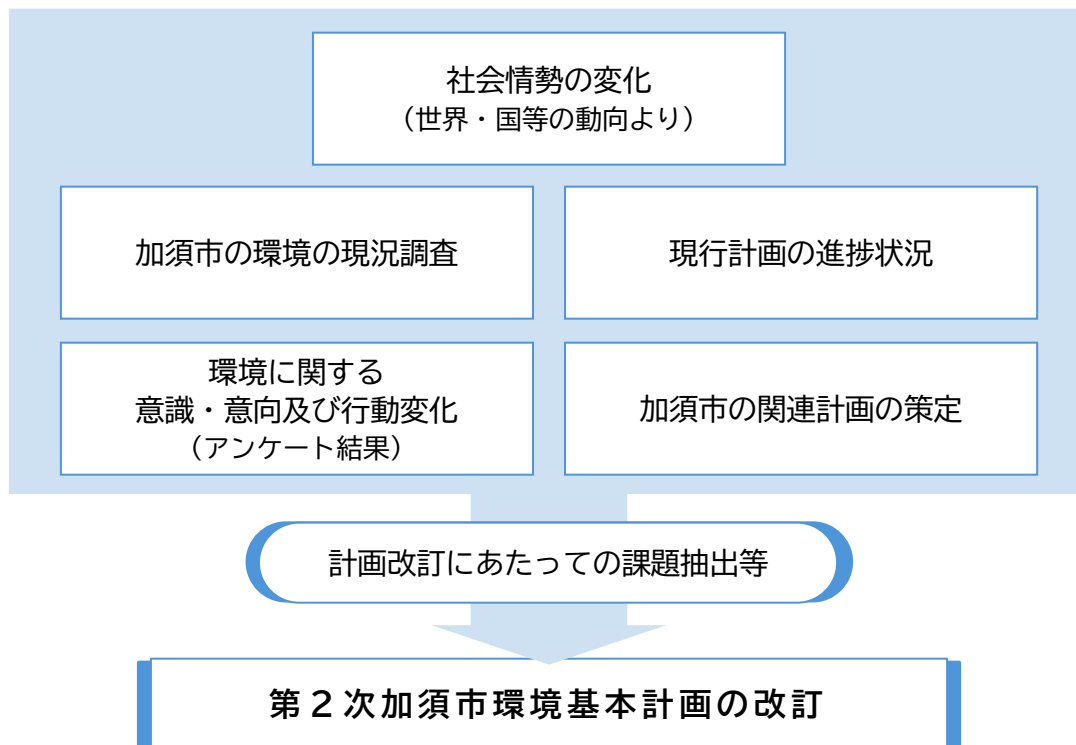 社会情勢の変化
（世界・国等の動向より）
加須市の環境の現況調査
現行計画の進捗状況
環境に関する
意識・意向及び行動変化
（アンケート結果）
加須市の関連計画の策定
計画改訂にあたっての課題抽出等
第２次加須市環境基本計画の改訂